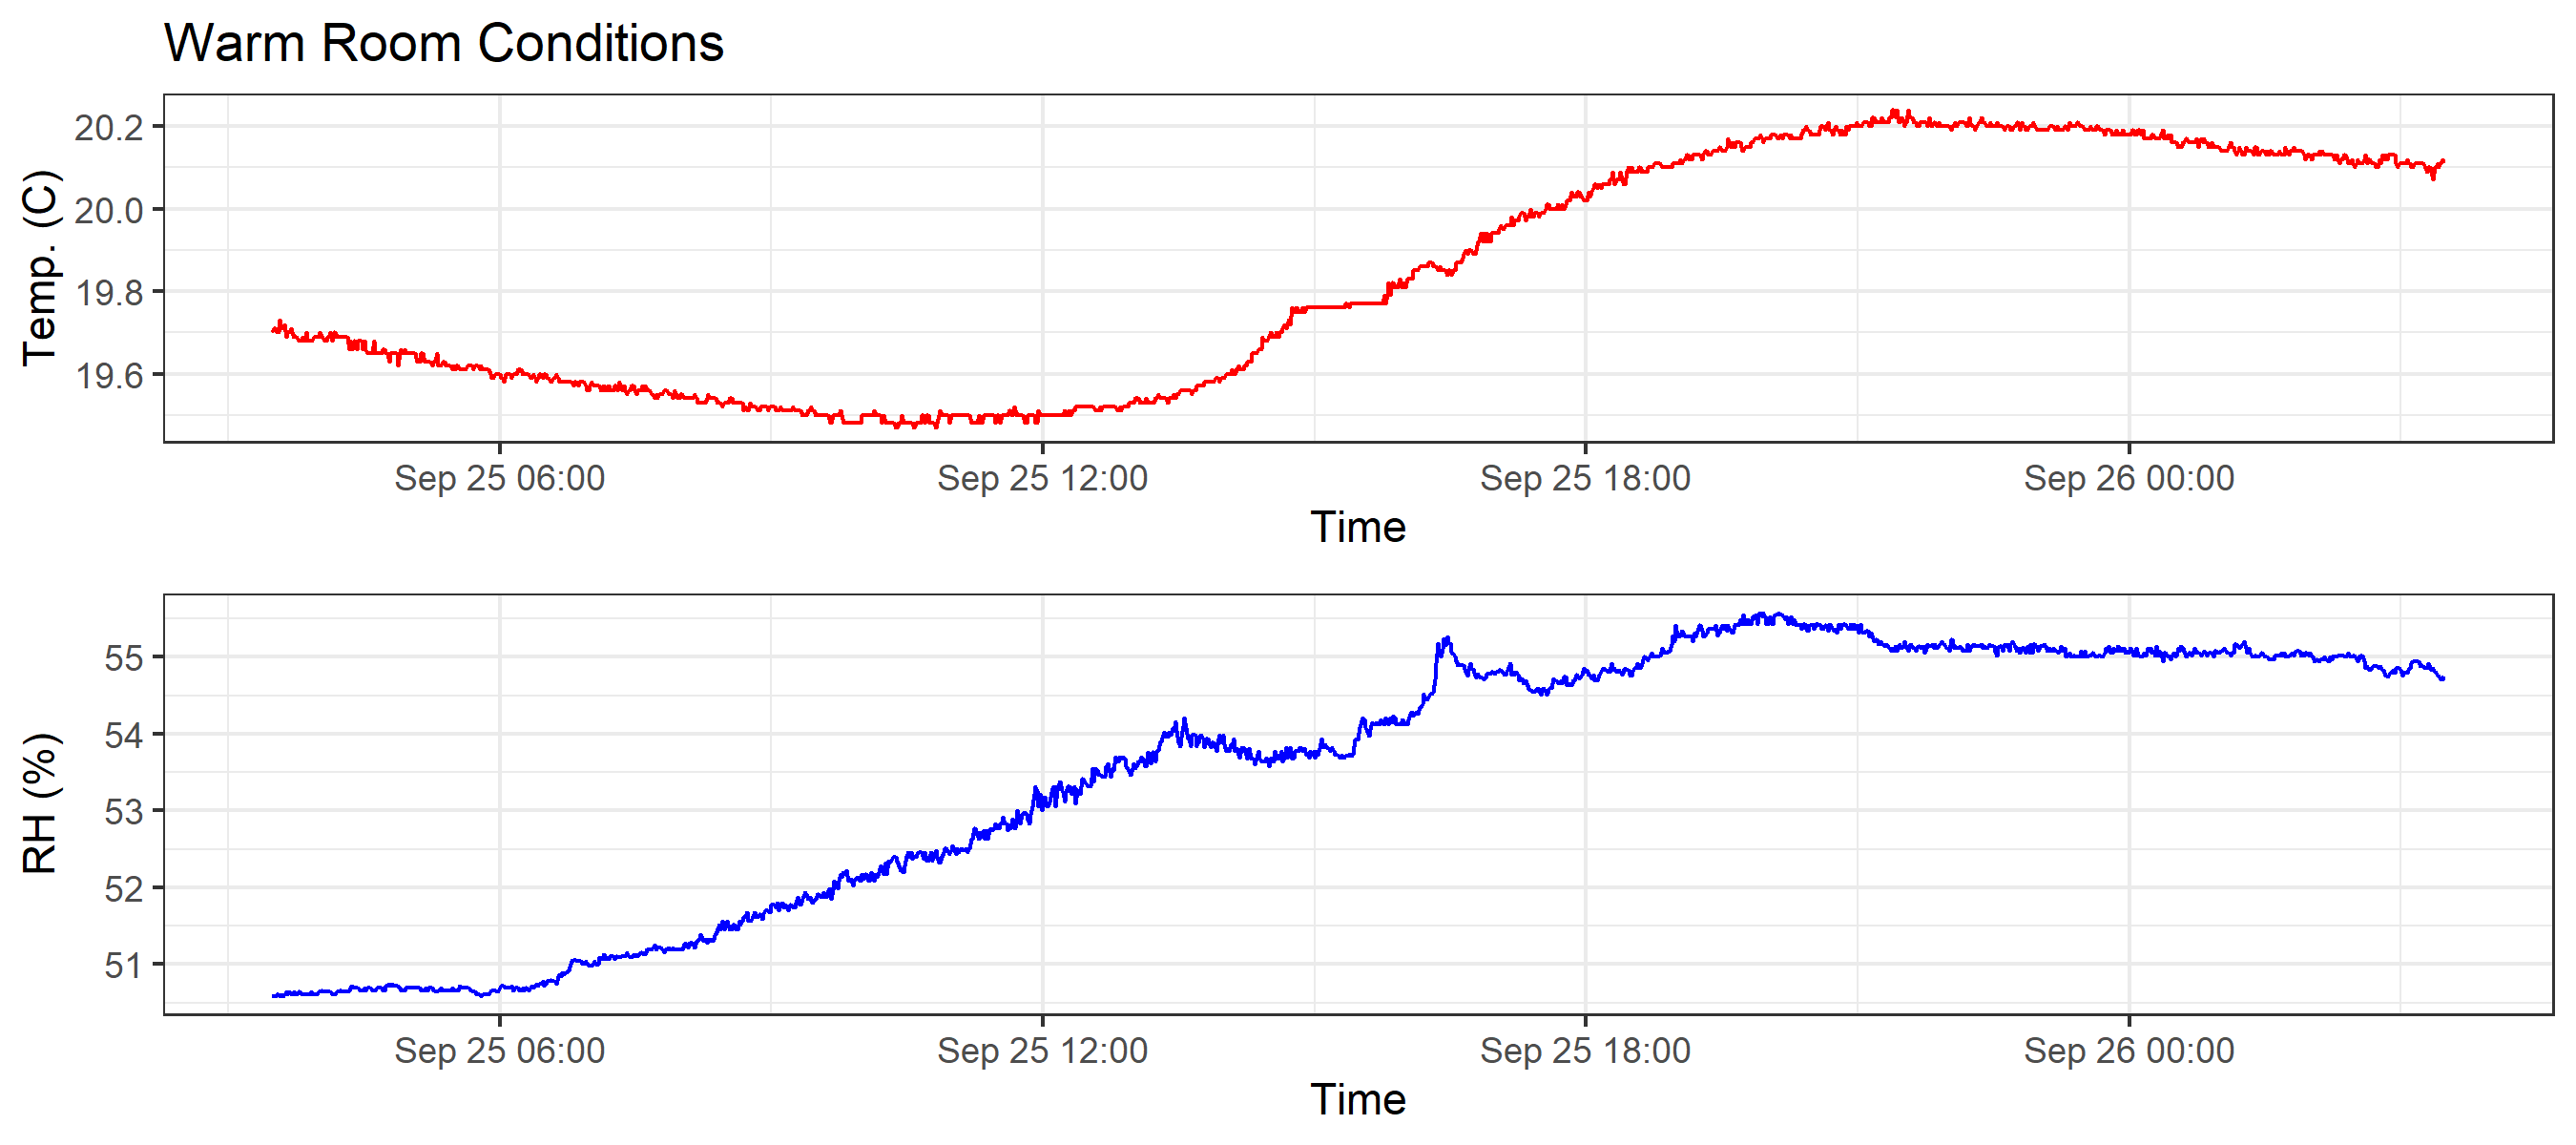 Warm Room Conditions
Temp. (C)
20.2
20.0
19.8
19.6
Sep 25 06:00 Sep 25 12:00 Sep 25 18:00 Sep 26 00:00
Time
RH (%)
55
54
53
52
51
Sep 25 06:00 Sep 25 12:00 Sep 25 18:00 Sep 26 00:00
Time